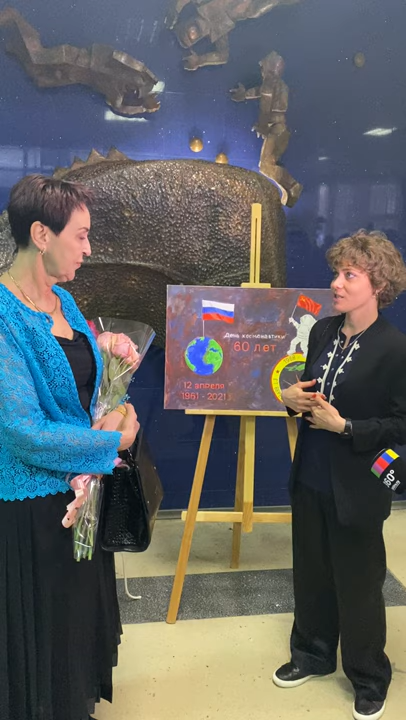 День космонавтики
60 лет
12 апреля
1961 - 2021
360°